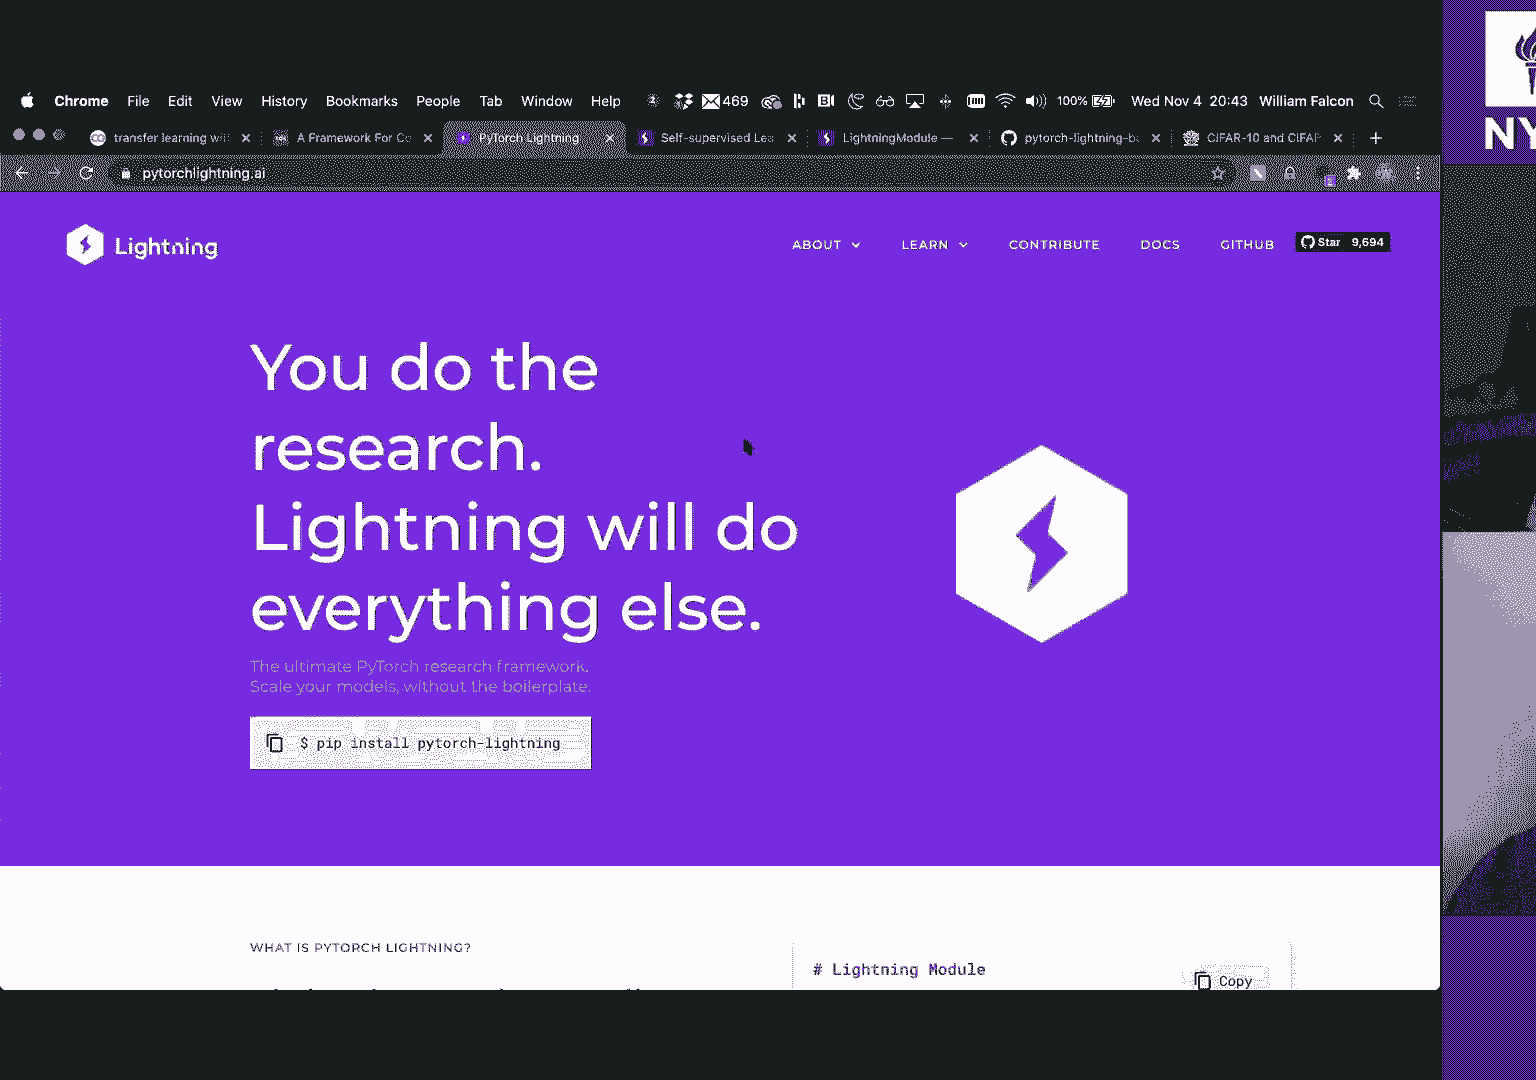 Chrome File Edit View History Bookmarks People Tab Window Help 469 100% Wed Nov 4 20:43 William Falcon
transfer learning wit A Framework For Co PyTorch Lightning Self-supervised Lea LightningModule — pytorch-lightning-bo CIFAR-10 and CIFAR
pytorchlightning.ai
NY
Lightning ABOUT LEARN CONTRIBUTE DOCS GITHUB Star 9,694
You do the
research.
Lightning will do
everything else.
The ultimate PyTorch research framework.
Scale your models, without the boilerplate.
$ pip install pytorch-lightning
WHAT IS PYTORCH LIGHTNING?
# Lightning Module
Copy